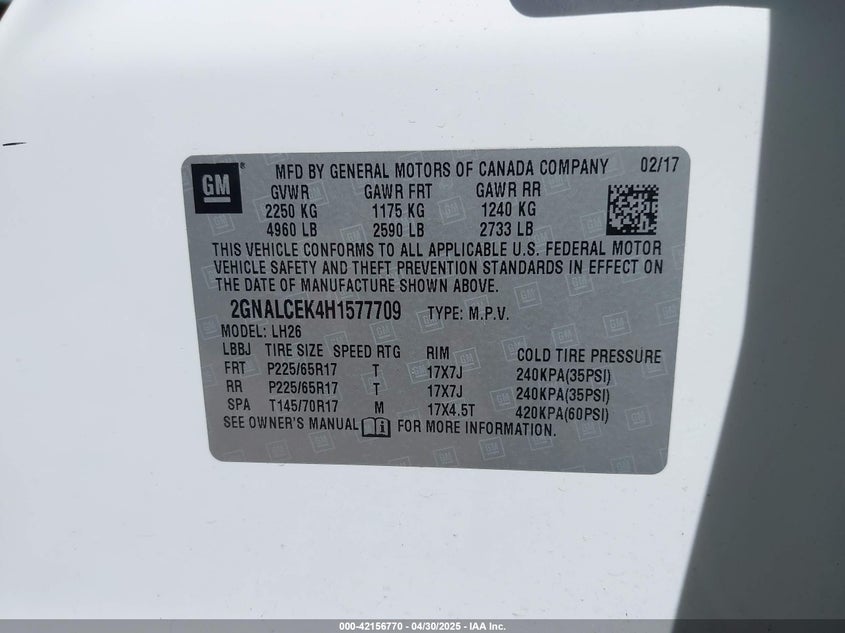 GM ® MFD BY GENERAL MOTORS OF CANADA COMPANY 02/17
GVWR GAWR FRT GAWR RR
2250 KG 1175 KG 1240 KG
4960 LB 2590 LB 2733 LB
THIS VEHICLE CONFORMS TO ALL APPLICABLE U.S. FEDERAL MOTOR
VEHICLE SAFETY AND THEFT PREVENTION STANDARDS IN EFFECT ON
THE DATE OF MANUFACTURE SHOWN ABOVE.
2GNALCEK4H1577709 TYPE: M.P.V.
MODEL: LH26
LBBJ TIRE SIZE SPEED RTG RIM COLD TIRE PRESSURE
FRT P225/65R17 T 17X7J 240KPA(35PSI)
RR P225/65R17 T 17X7J 240KPA(35PSI)
SPA T145/70R17 M 17X4.5T 420KPA(60PSI)
SEE OWNER'S MANUAL i FOR MORE INFORMATION.
000-42156770 - 04/30/2025 - IAA Inc.